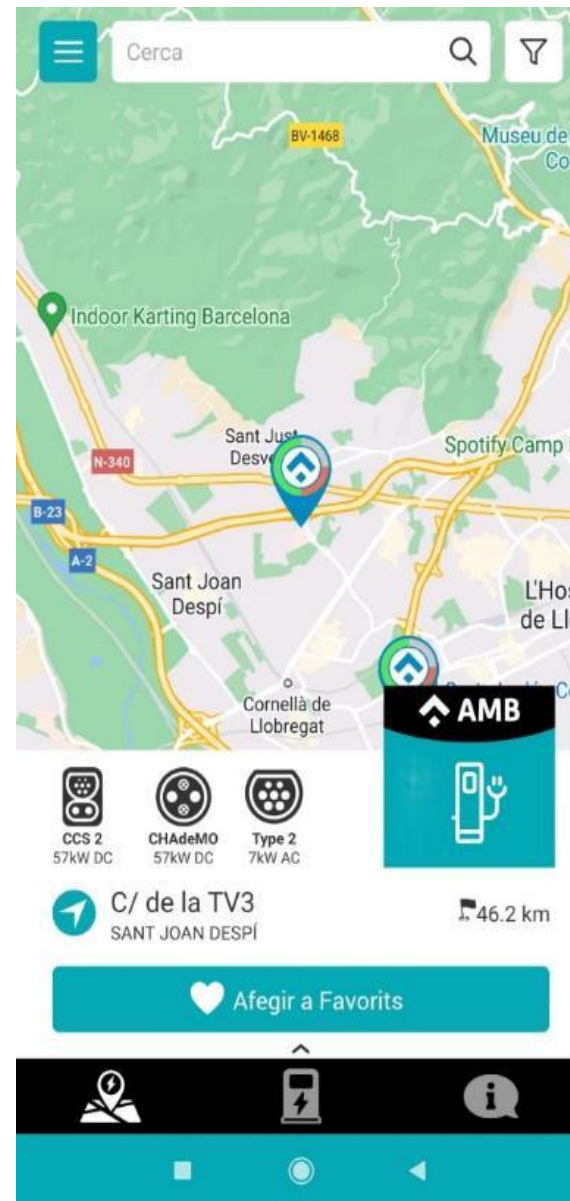 Cerca
BV-1468
Museu de
Co
Indoor Karting Barcelona
Sant Just
Desve
Spotify Camp
N-340
B-23
A-2
Sant Joan
Despí
L'Hos
de Ll
Cornellà de
Llobregat
AMB
CCS 2
57kW DC
CHAdeMO
57kW DC
Type 2
7kW AC
C/ de la TV3
46.2 km
SANT JOAN DESPÍ
Afegir a Favorits